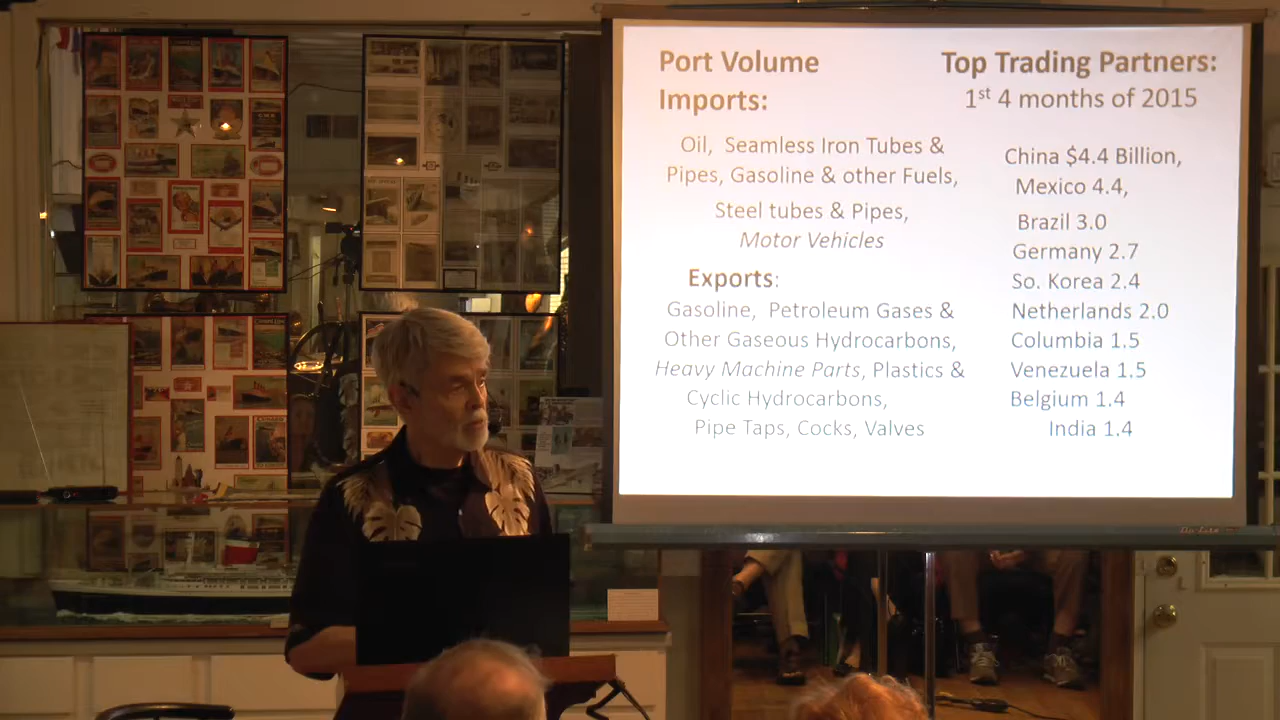 Port Volume
Imports:
Oil, Seamless Iron Tubes &
Pipes, Gasoline & other Fuels,
Steel tubes & Pipes,
Motor Vehicles
Exports:
Gasoline, Petroleum Gases &
Other Gaseous Hydrocarbons,
Heavy Machine Parts, Plastics &
Cyclic Hydrocarbons,
Pipe Taps, Cocks, Valves
Top Trading Partners:
1st 4 months of 2015
China $4.4 Billion,
Mexico 4.4,
Brazil 3.0
Germany 2.7
So. Korea 2.4
Netherlands 2.0
Columbia 1.5
Venezuela 1.5
Belgium 1.4
India 1.4